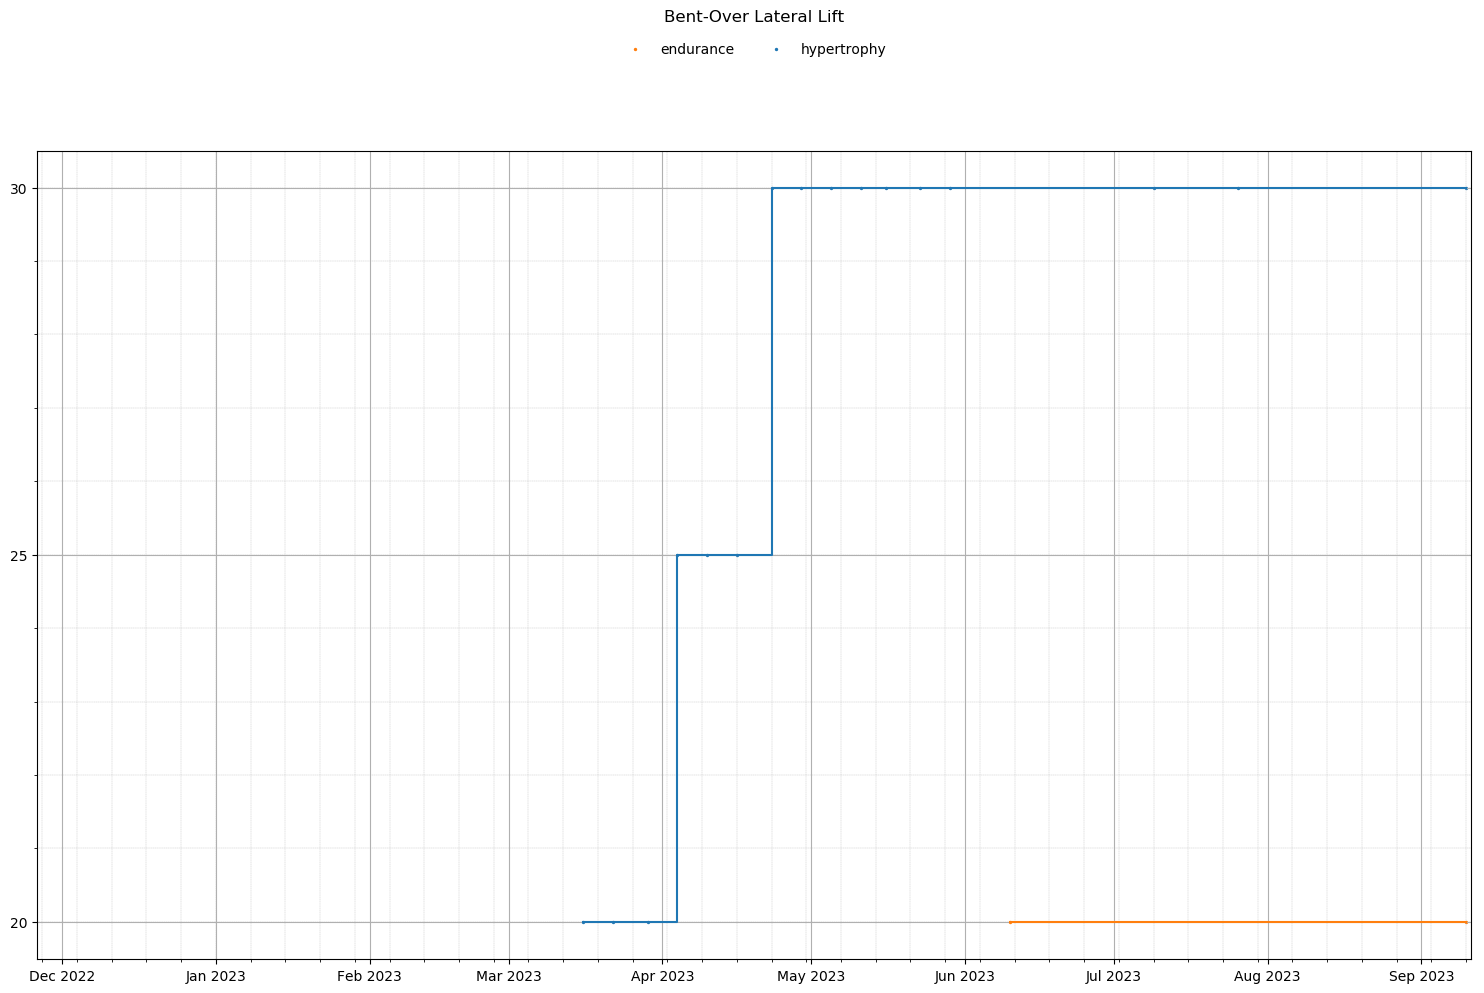 Bent-Over Lateral Lift
endurance hypertrophy
30
25
20
Dec 2022 Jan 2023 Feb 2023 Mar 2023 Apr 2023 May 2023 Jun 2023 Jul 2023 Aug 2023 Sep 2023